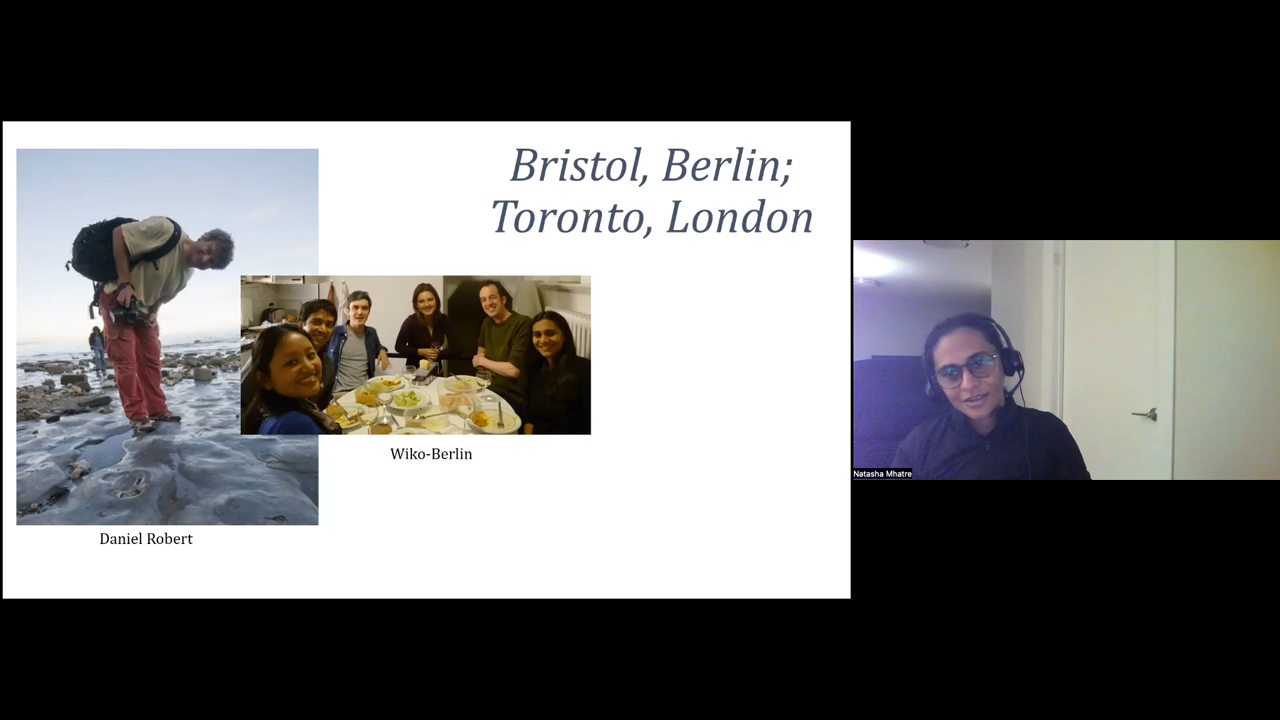 Bristol, Berlin;
Toronto, London
Wiko-Berlin
Daniel Robert
Natasha Mhatre